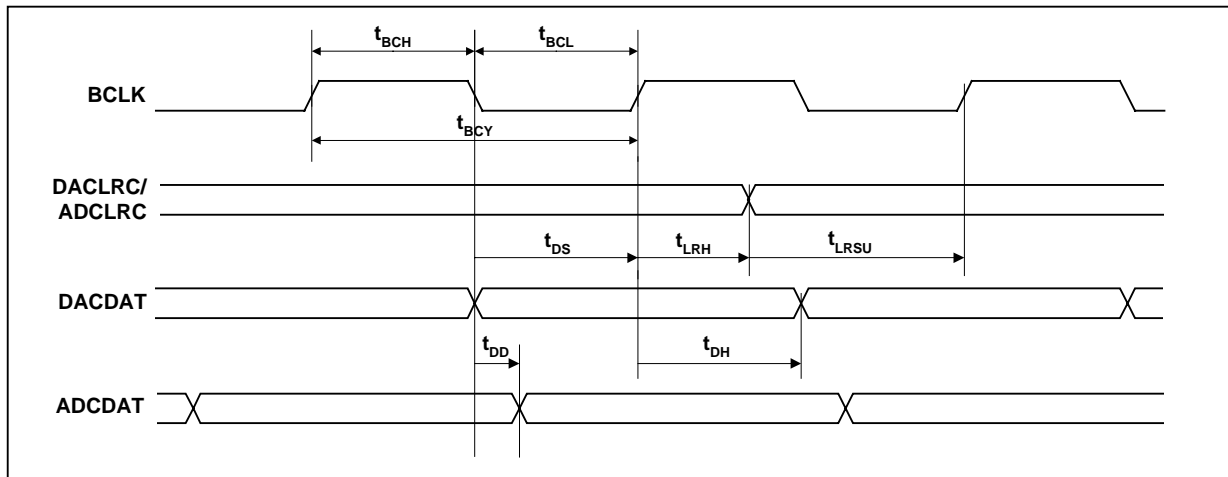 tBCH tBCL
BCLK
tBCY
DACLRC/
ADCLRC
tDS tLRH tLRSU
DACDAT
tDD tDH
ADCDAT